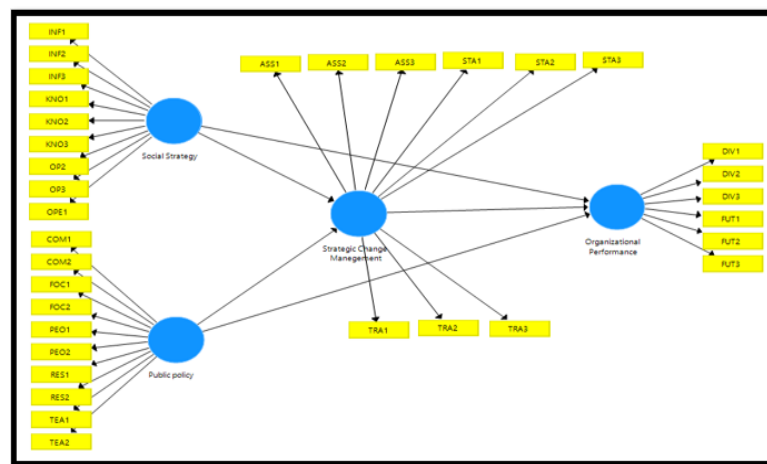 INF1
INF2
INF3
KNO1
KNO2
KNO3
OP2
OP3
OPE1
Social Strategy
COM1
COM2
FOC1
FOC2
PEO1
PEO2
RES1
RES2
TEA1
TEA2
Public policy
ASS1
ASS2
ASS3
STA1
STA2
STA3
Strategic Change
Manegement
TRA1
TRA2
TRA3
Organizational
Performance
DIV1
DIV2
DIV3
FUT1
FUT2
FUT3